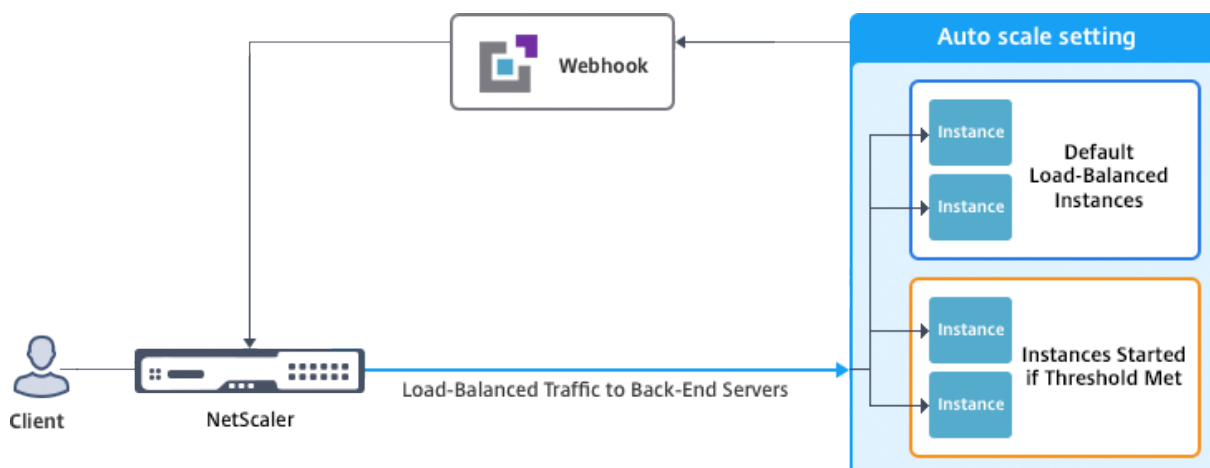 Auto scale setting
Webhook
Instance
Instance
Default
Load-Balanced
Instances
Instance
Instance
Instances Started
if Threshold Met
Load-Balanced Traffic to Back-End Servers
Client
NetScaler